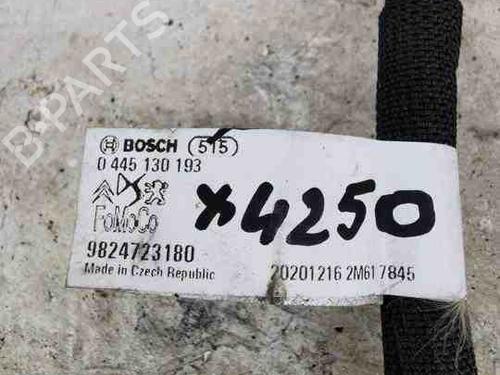 B-PARTS
BOSCH 515
0 445 130 193
FoMoCo
x4250
9824723180
Made in Czech Republic
20201216 2M61 7845